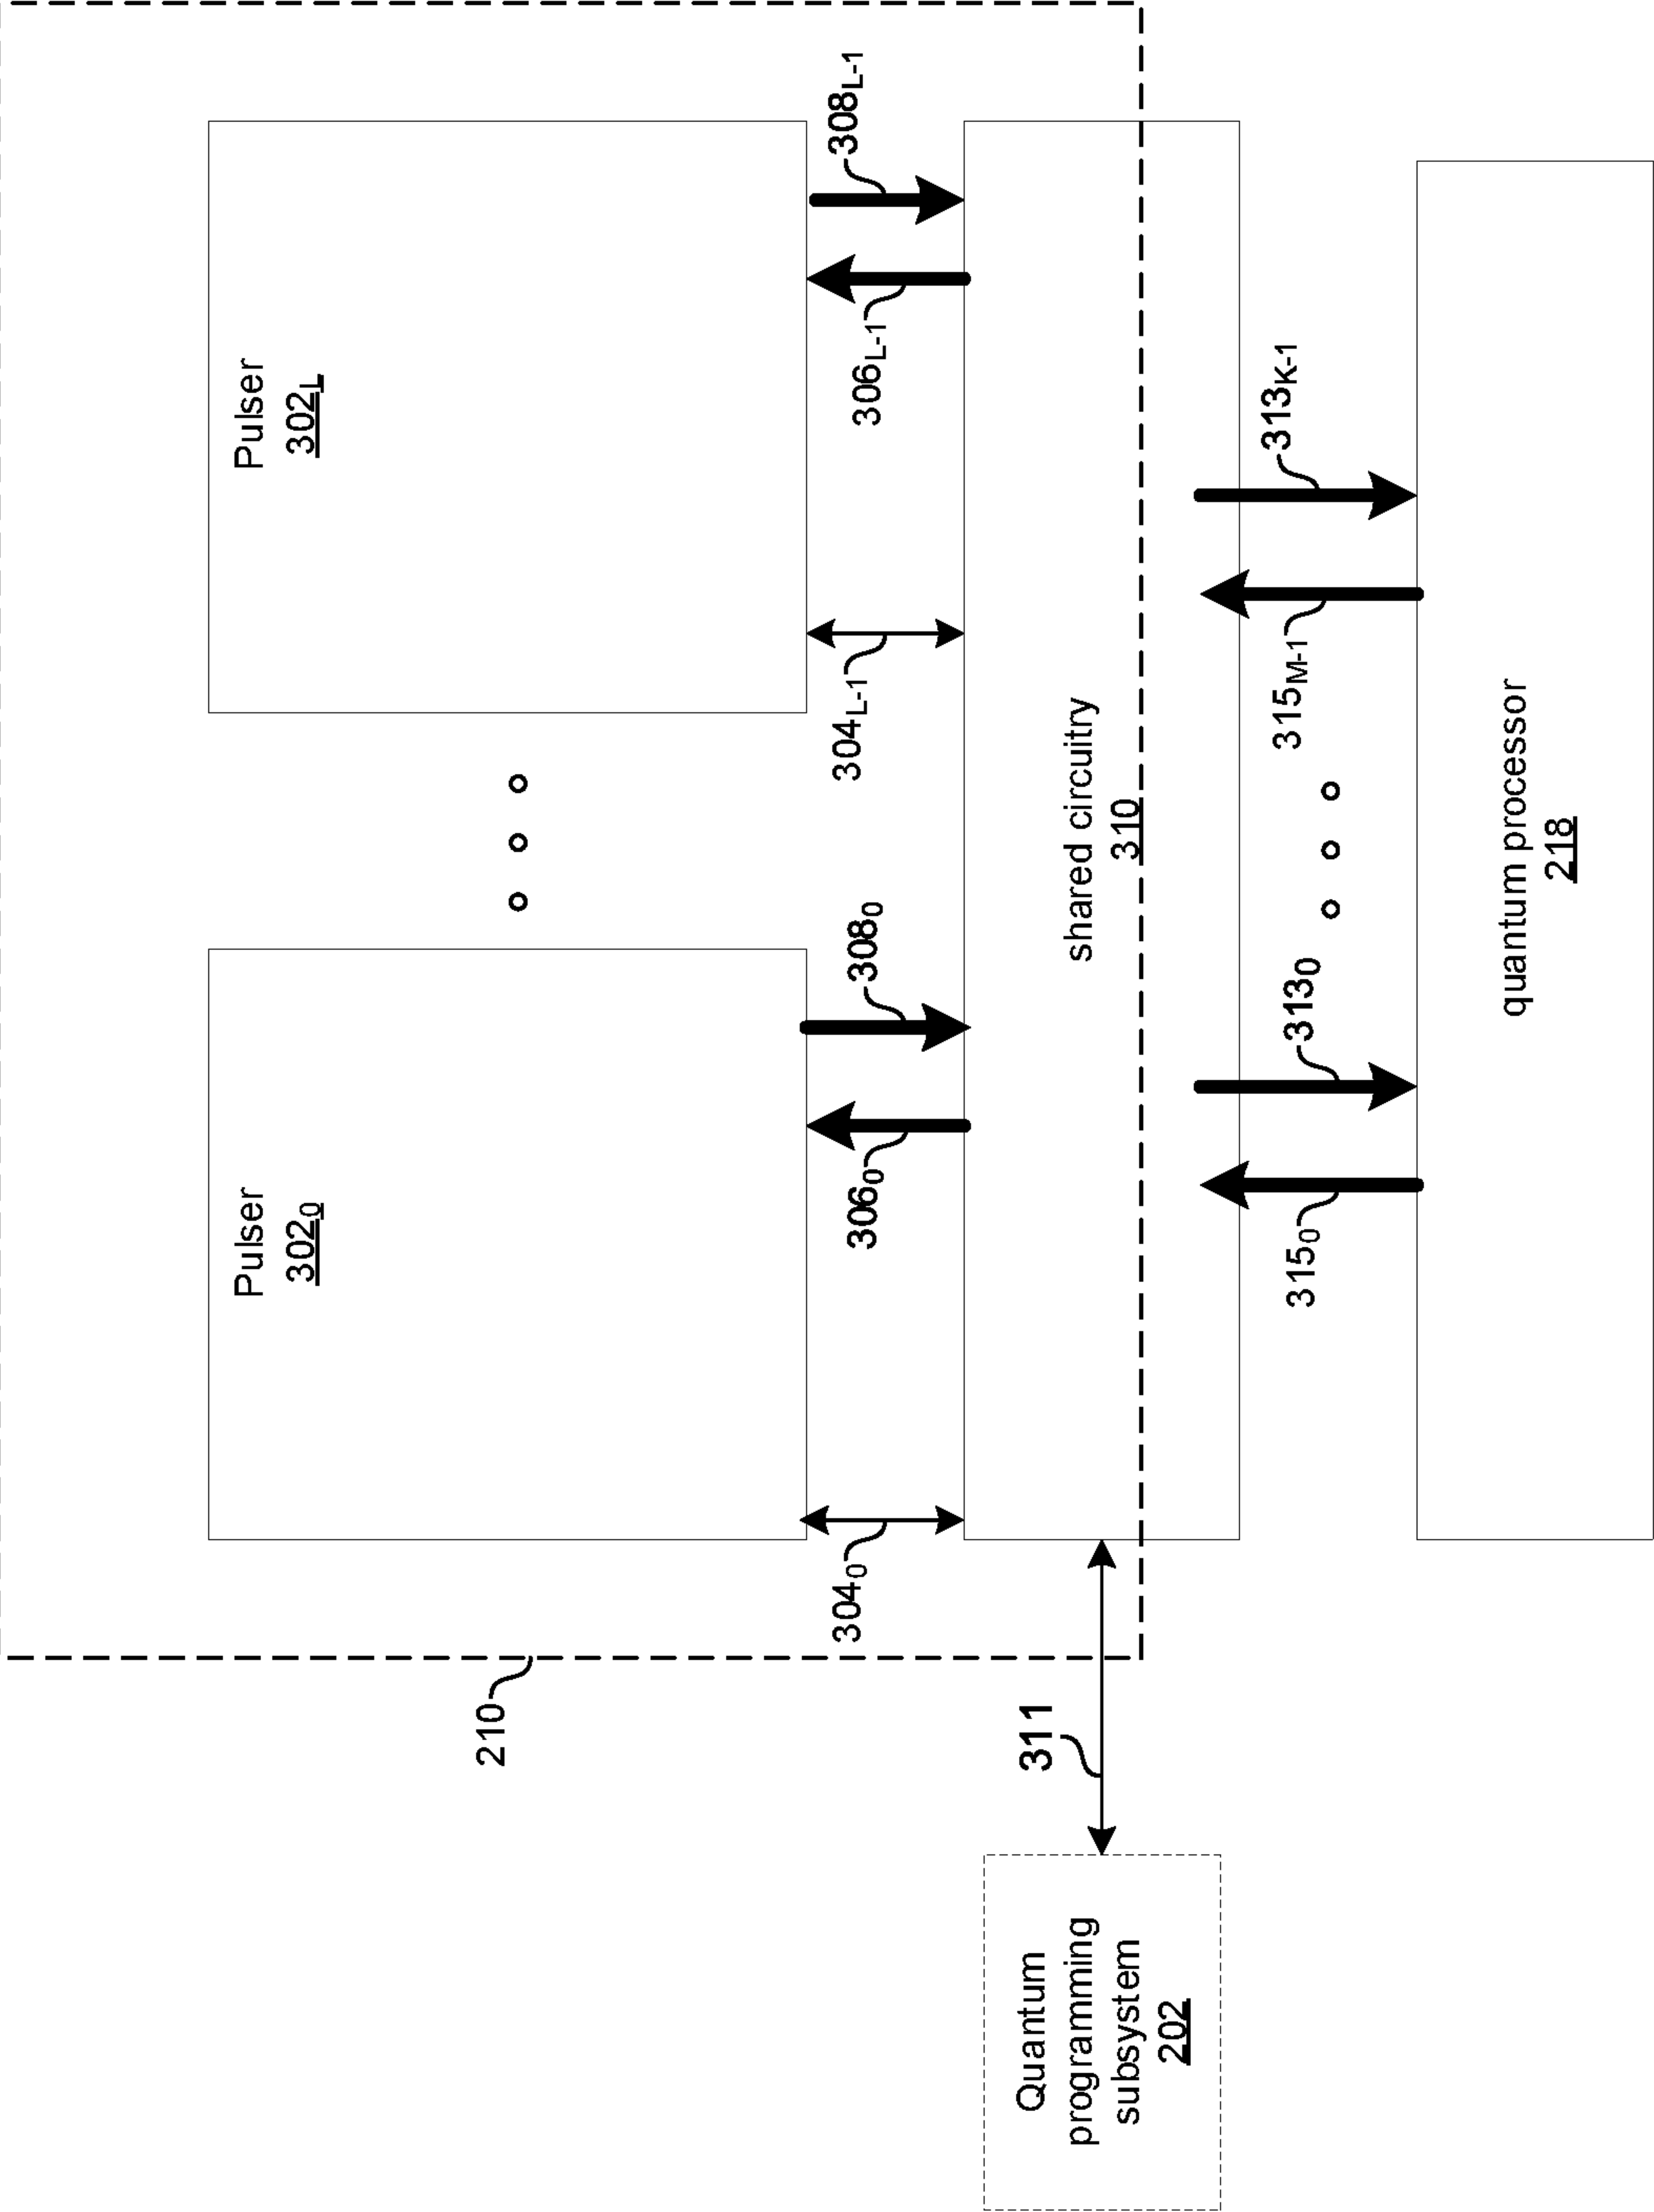 210
Pulser
302₀
Pulser
302L
304₀
306₀
308₀
304L-1
306L-1
308L-1
311
shared circuitry
310
Quantum
programming
subsystem
202
315₀
313₀
315M-1
313K-1
quantum processor
218